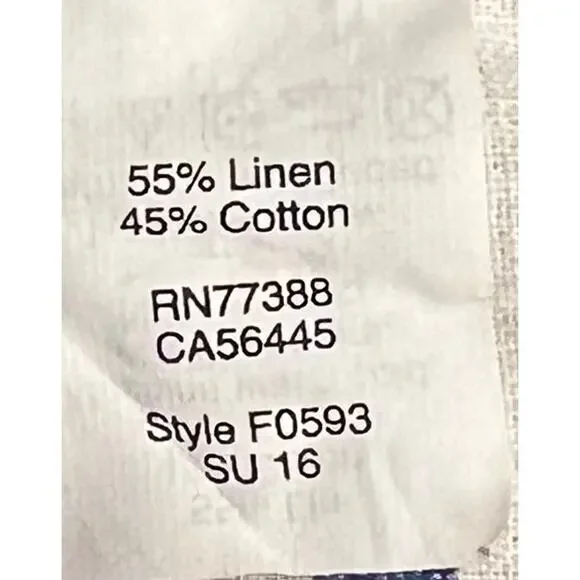 55% Linen
45% Cotton
RN77388
CA56445
Style F0593
SU 16